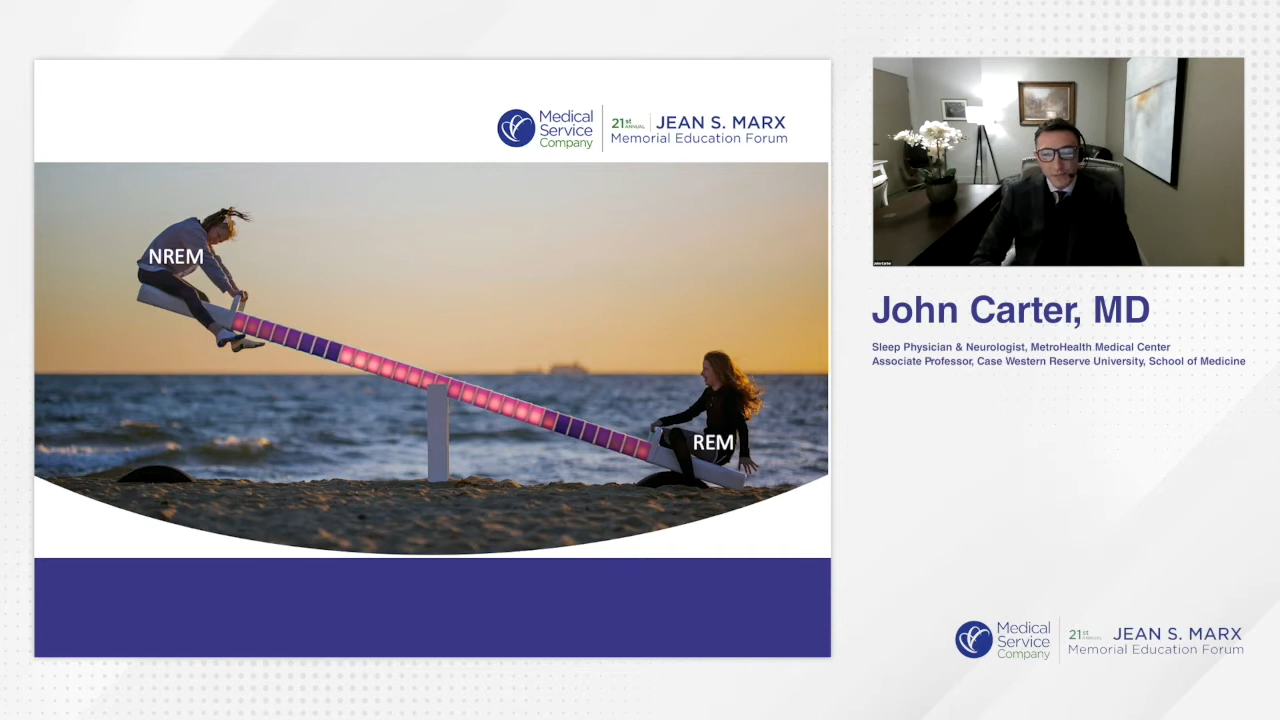 Medical
Service
Company
21st
ANNUAL
JEAN S. MARX
Memorial Education Forum
NREM
REM
John Carter
John Carter, MD
Sleep Physician & Neurologist, MetroHealth Medical Center
Associate Professor, Case Western Reserve University, School of Medicine
Medical
Service
Company
21st
ANNUAL
JEAN S. MARX
Memorial Education Forum